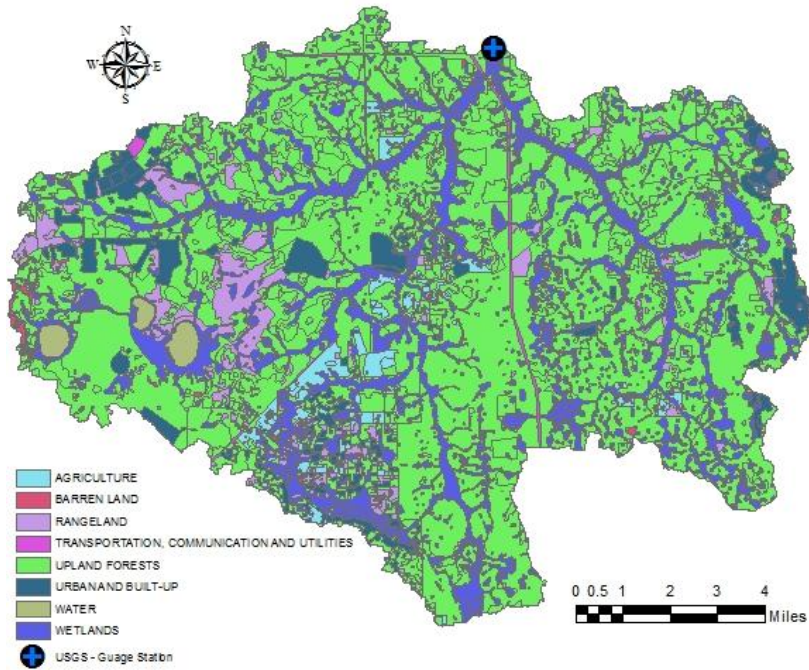 N
W E
S
AGRICULTURE
BARREN LAND
RANGELAND
TRANSPORTATION, COMMUNICATION AND UTILITIES
UPLAND FORESTS
URBAN AND BUILT-UP
WATER
WETLANDS
USGS - Guage Station
0 0.5 1 2 3 4
Miles